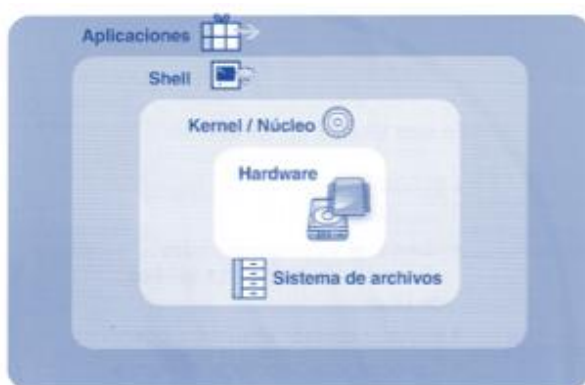 Aplicaciones
Shell
Kernel / Núcleo
Hardware
Sistema de archivos